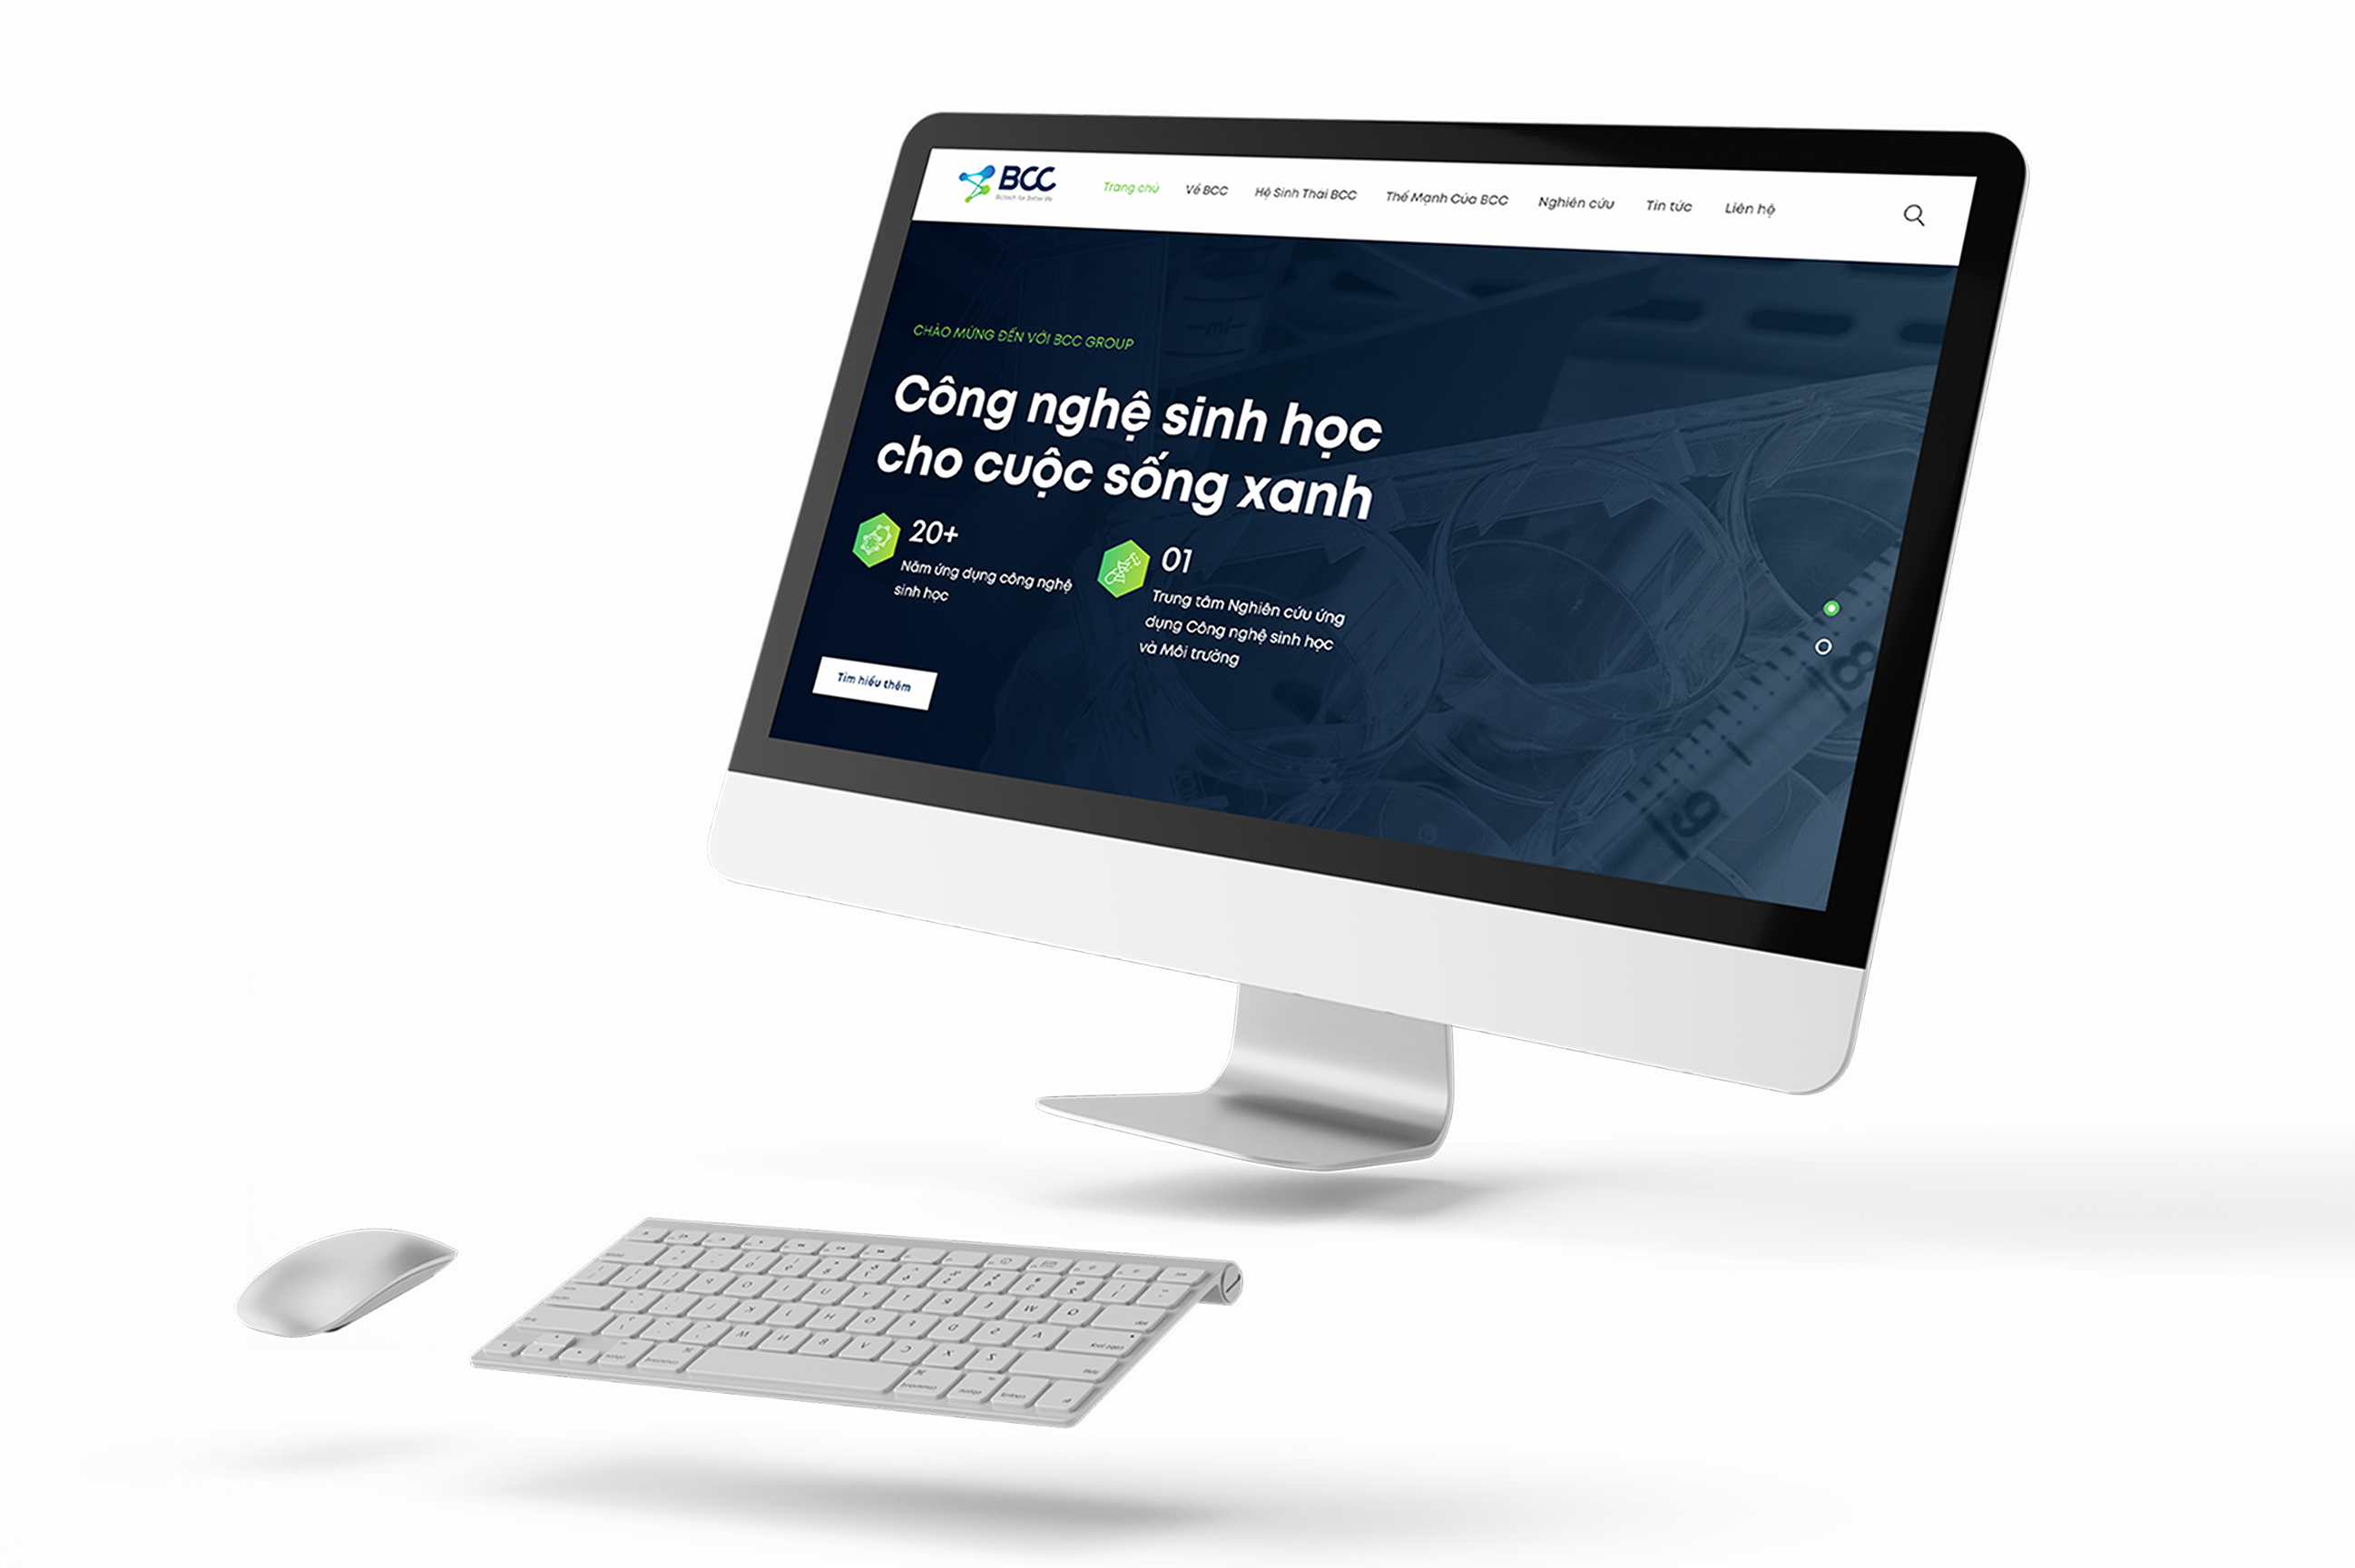 BCC
Biotech for Better life
Trang chủ
Về BCC
Hệ Sinh Thái BCC
Thế Mạnh Của BCC
Nghiên cứu
Tin tức
Liên hệ
CHÀO MỪNG ĐẾN VỚI BCC GROUP
Công nghệ sinh học
cho cuộc sống xanh
20+
Năm ứng dụng công nghệ
sinh học
01
Trung tâm Nghiên cứu ứng
dụng Công nghệ sinh học
và Môi trường
Tìm hiểu thêm
ml
8
9